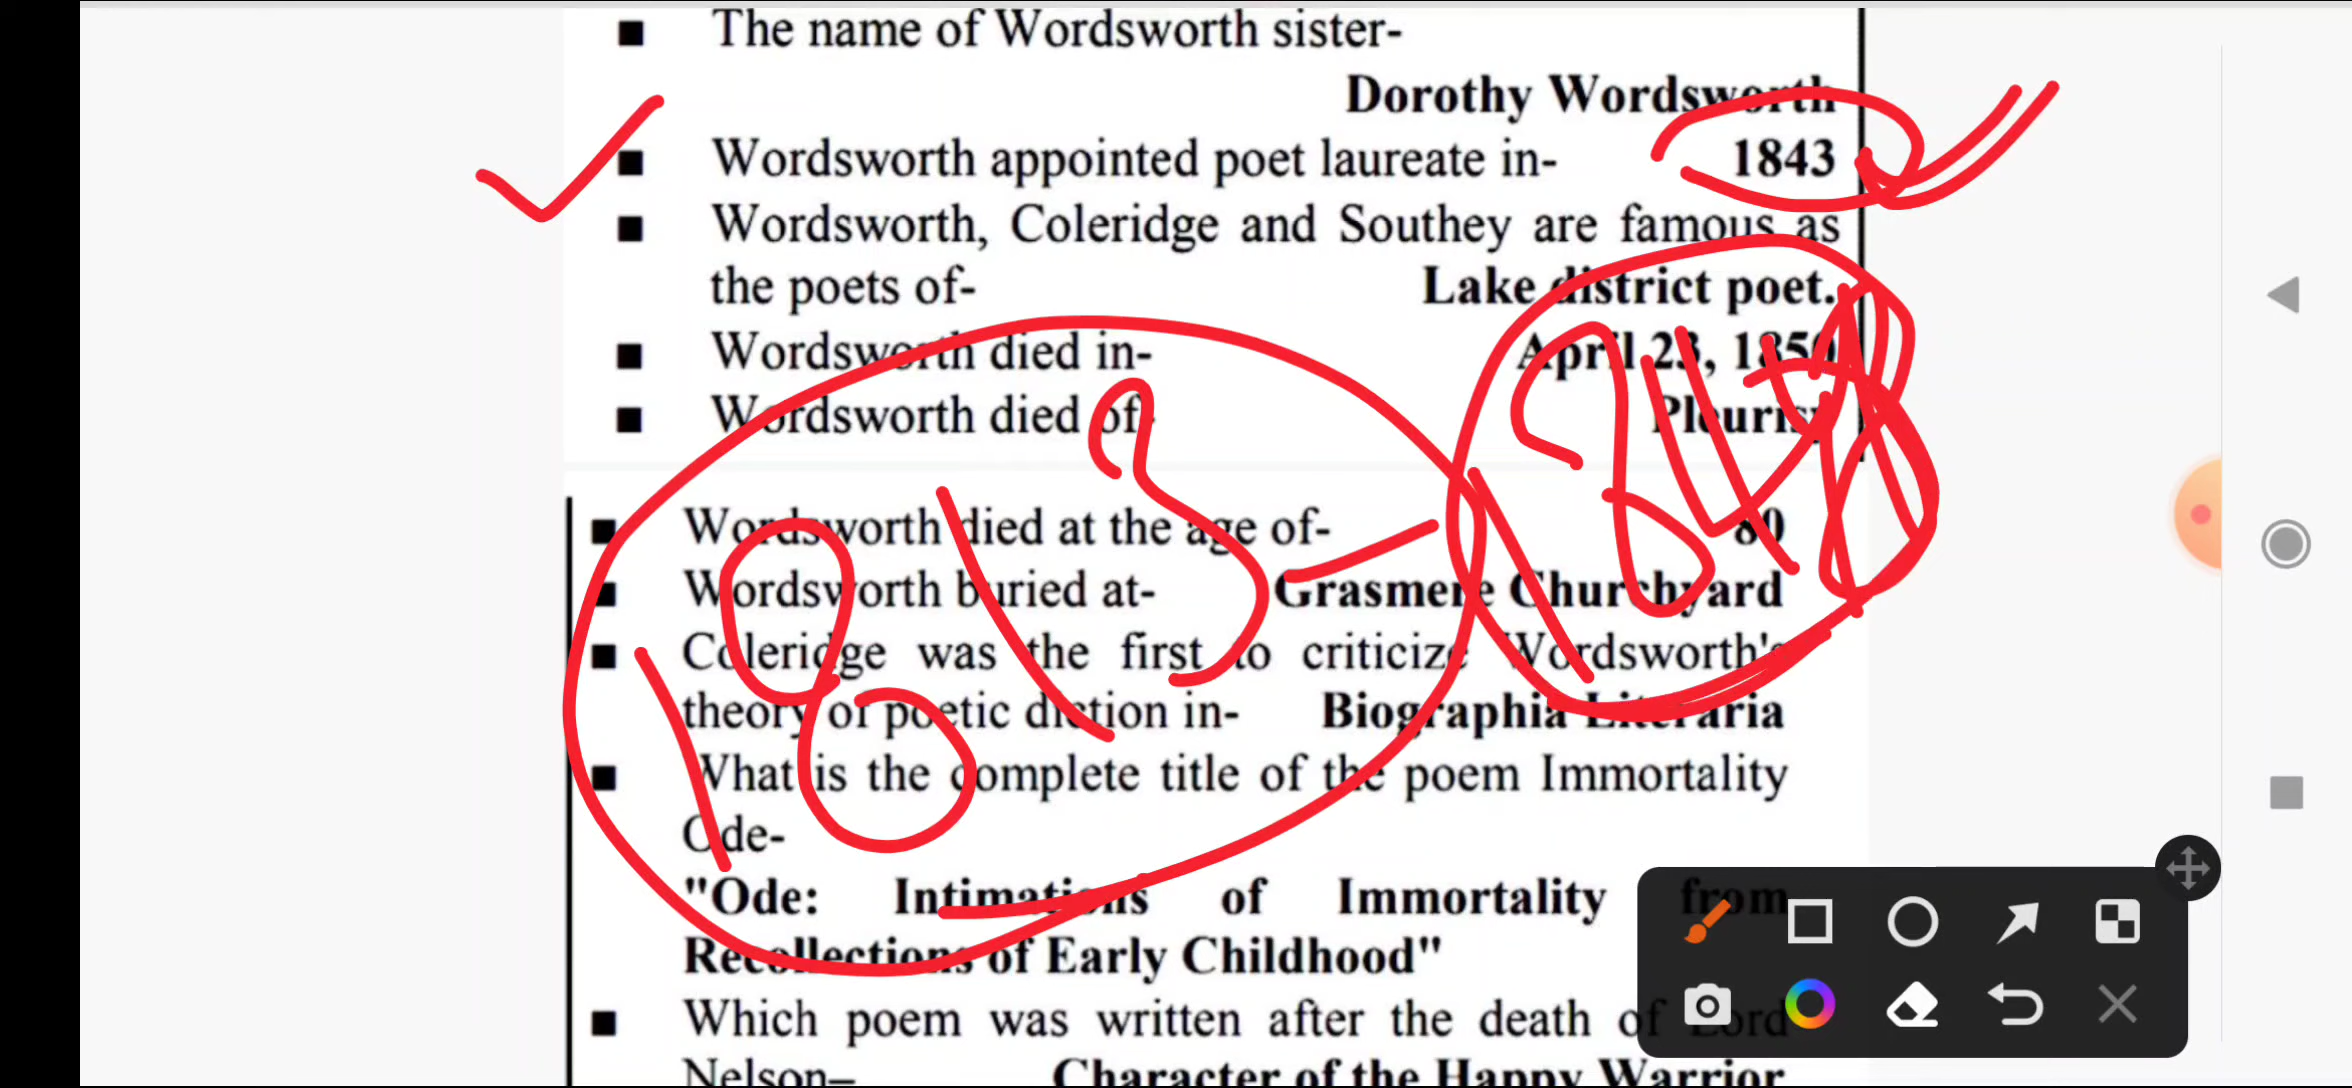 ■ The name of Wordsworth sister-
Dorothy Wordsworth
■ Wordsworth appointed poet laureate in- 1843
■ Wordsworth, Coleridge and Southey are famous as
the poets of- Lake district poet.
■ Wordsworth died in- April 23, 1850
■ Wordsworth died of- Pleurisy
■ Wordsworth died at the age of- 80
■ Wordsworth buried at- Grasmere Churchyard
■ Coleridge was the first to criticize Wordsworth's
theory of poetic diction in- Biographia Literaria
■ What is the complete title of the poem Immortality
Ode-
"Ode: Intimations of Immortality from
Recollections of Early Childhood"
■ Which poem was written after the death of Lord
Nelson– Character of the Happy Warrior
1813 –